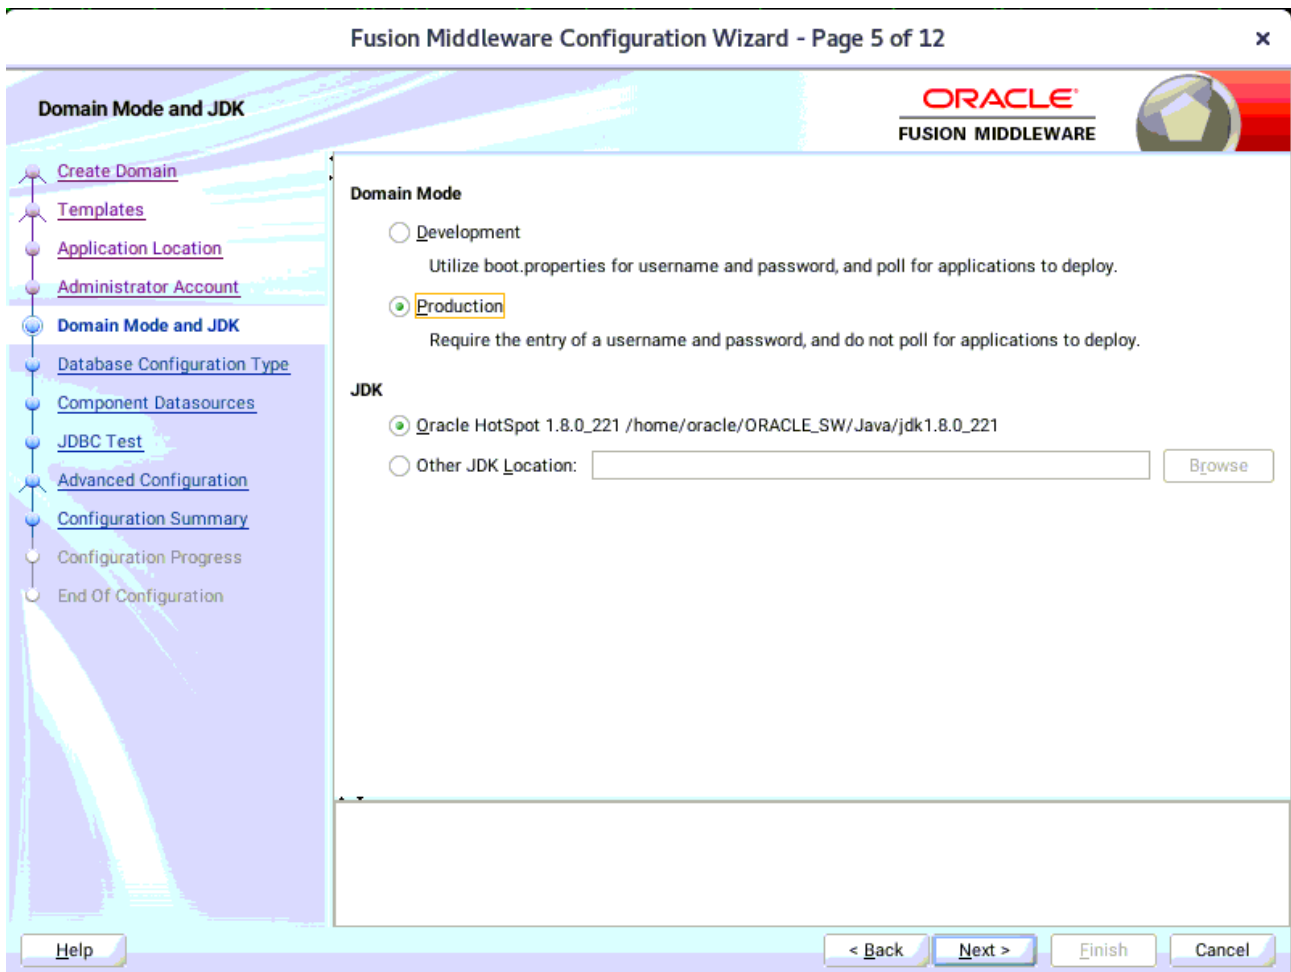 Fusion Middleware Configuration Wizard - Page 5 of 12
Domain Mode and JDK
ORACLE
FUSION MIDDLEWARE
Create Domain
Templates
Application Location
Administrator Account
Domain Mode and JDK
Database Configuration Type
Component Datasources
JDBC Test
Advanced Configuration
Configuration Summary
Configuration Progress
End Of Configuration
Domain Mode
Development
Utilize boot.properties for username and password, and poll for applications to deploy.
Production
Require the entry of a username and password, and do not poll for applications to deploy.
JDK
Oracle HotSpot 1.8.0_221 /home/oracle/ORACLE_SW/Java/jdk1.8.0_221
Other JDK Location:
Browse
Help
< Back
Next >
Finish
Cancel